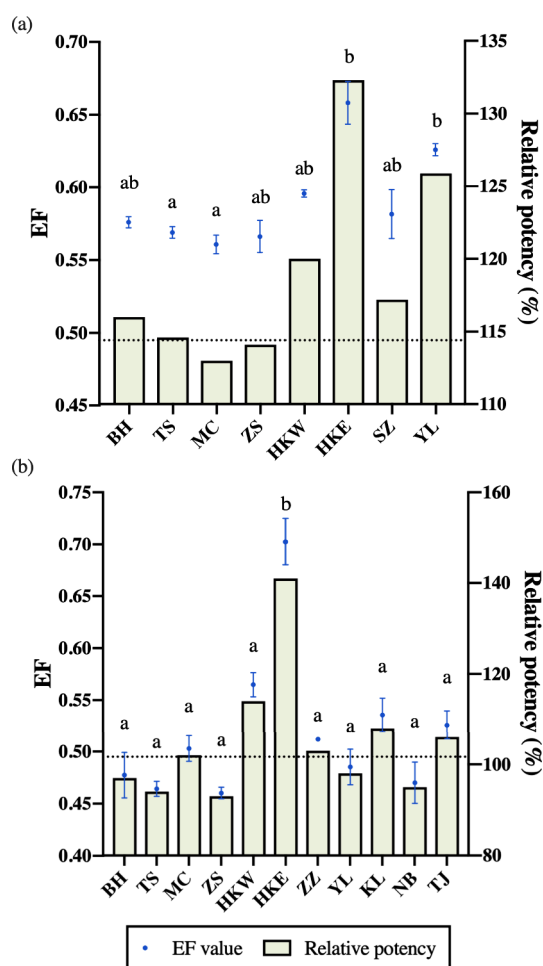 (a)
EF
0.70
0.65
0.60
0.55
0.50
0.45
135
130
125
120
115
110
Relative potency (%)
ab a a ab ab b ab b
BH TS MC ZS HKW HKE SZ YL
(b)
EF
0.75
0.70
0.65
0.60
0.55
0.50
0.45
0.40
160
140
120
100
80
Relative potency (%)
a a a a a b a a a a a
BH TS MC ZS HKW HKE ZZ YL KL NB TJ
EF value Relative potency